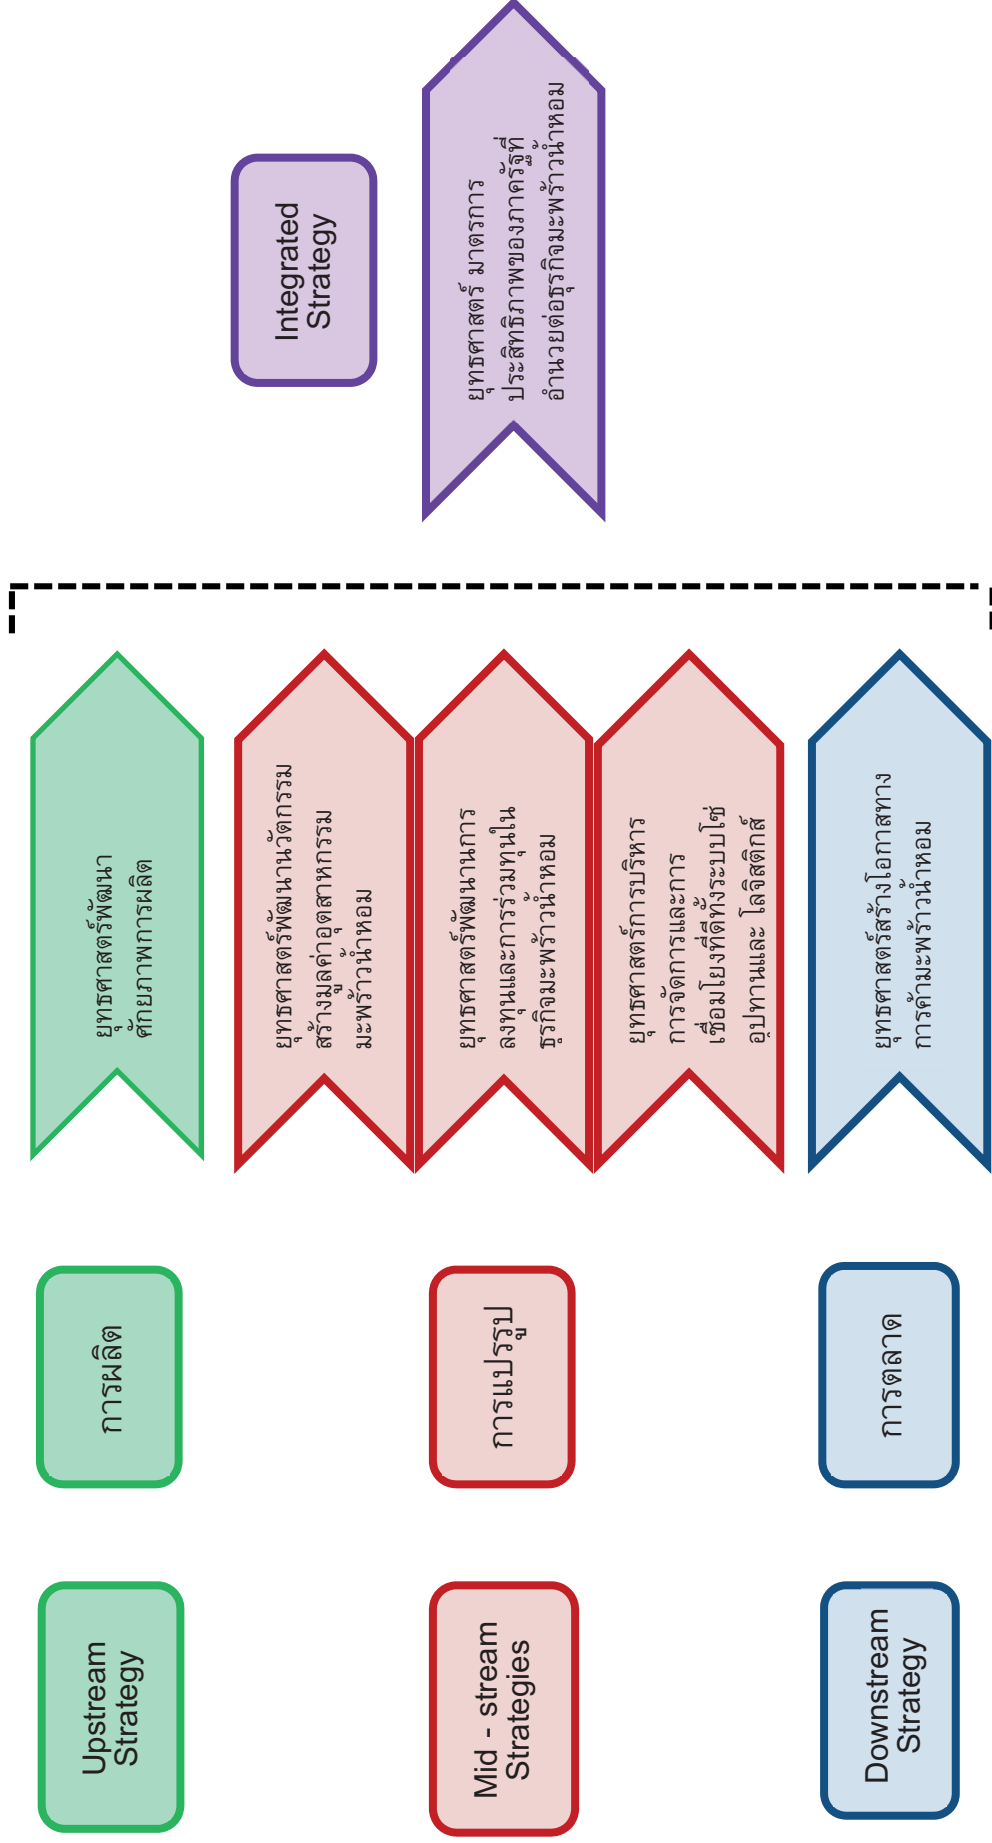 Upstream
Strategy
การผลิต
ยุทธศาสตร์พัฒนา
ศักยภาพการผลิต
Mid - stream
Strategies
การแปรรูป
ยุทธศาสตร์พัฒนานวัตกรรม
สร้างมูลค่าอุตสาหกรรม
มะพร้าวน้ำหอม
ยุทธศาสตร์พัฒนานการ
ลงทุนและการร่วมทุนใน
ธุรกิจมะพร้าวน้ำหอม
ยุทธศาสตร์การบริหาร
การจัดการและการ
เชื่อมโยงที่ดีทั้งระบบโซ่
อุปทานและ โลจิสติกส์
Downstream
Strategy
การตลาด
ยุทธศาสตร์สร้างโอกาสทาง
การค้ามะพร้าวน้ำหอม
Integrated
Strategy
ยุทธศาสตร์ มาตรการ
ประสิทธิภาพของภาครัฐที่
อำนวยต่อธุรกิจมะพร้าวน้ำหอม